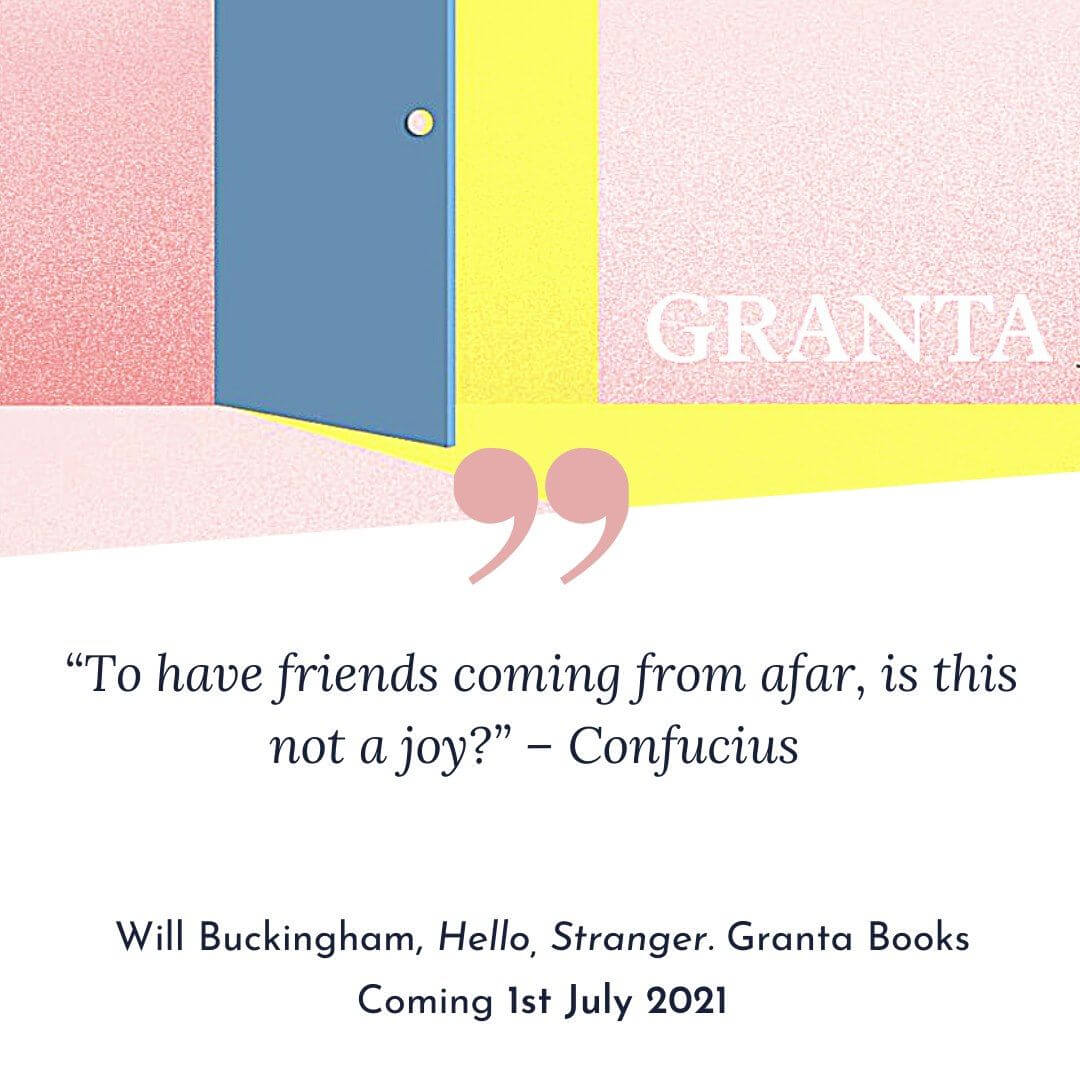 GRANTA
”
“To have friends coming from afar, is this
not a joy?” – Confucius
Will Buckingham, Hello, Stranger. Granta Books
Coming 1st July 2021